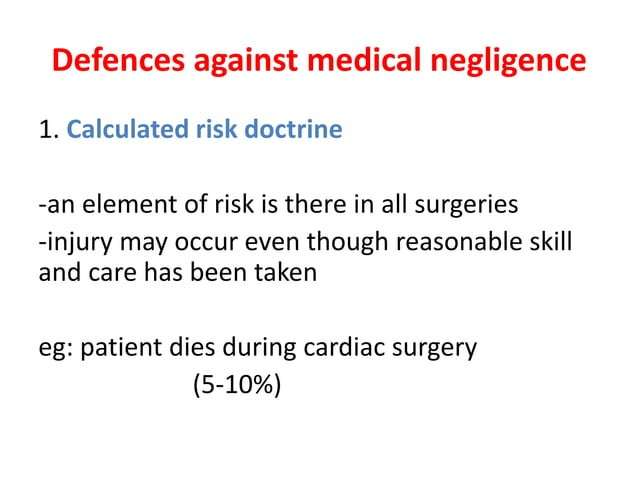 Defences against medical negligence
1. Calculated risk doctrine
-an element of risk is there in all surgeries
-injury may occur even though reasonable skill
and care has been taken
eg: patient dies during cardiac surgery
(5-10%)